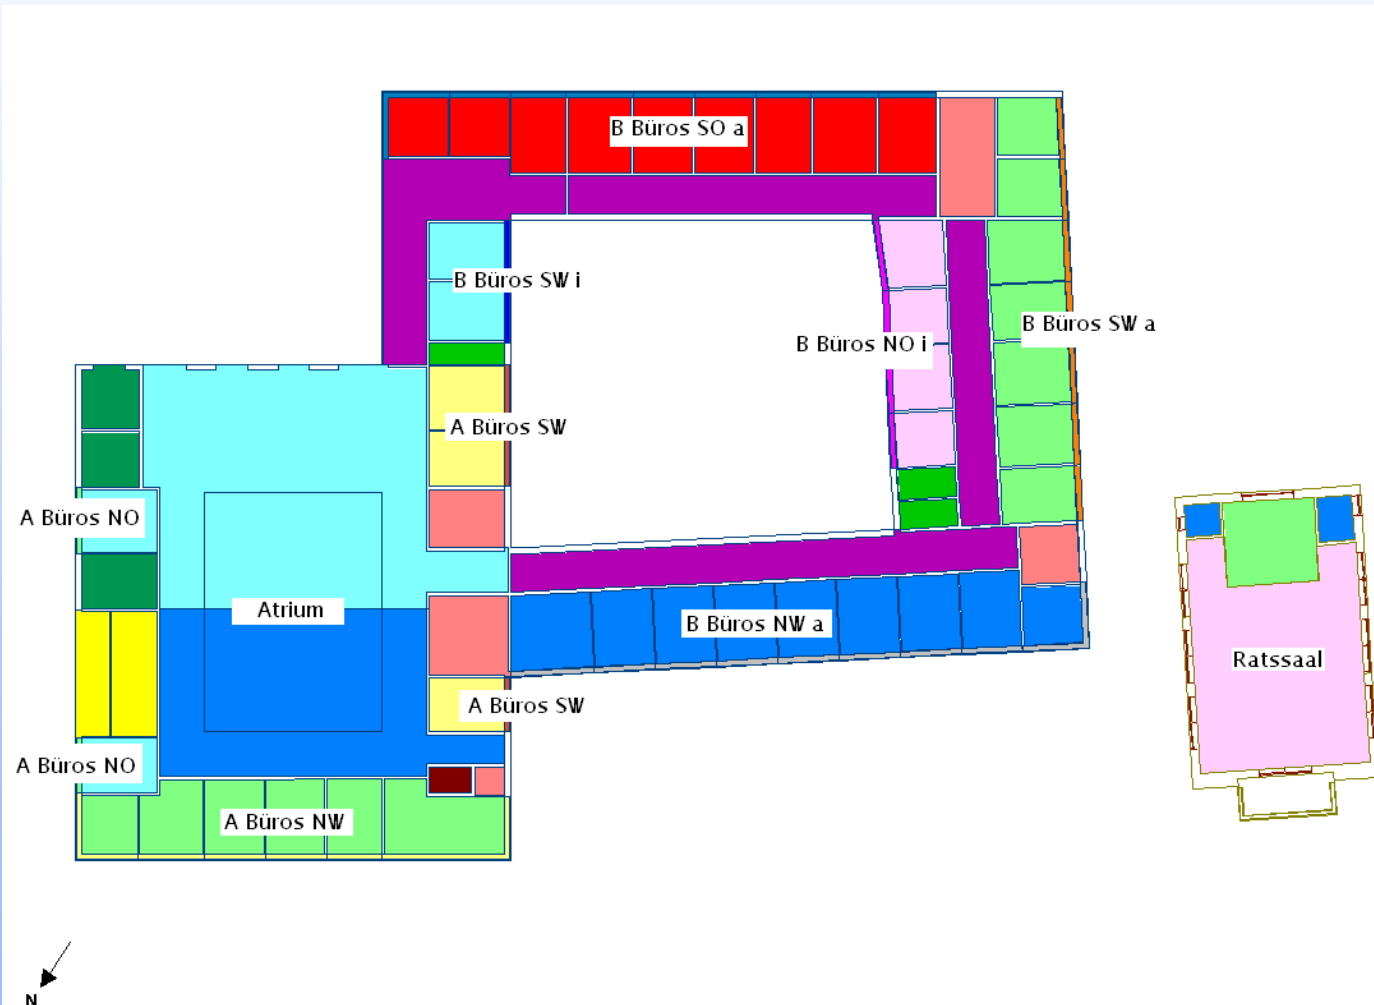 B Büros SO a
B Büros SW i
B Büros SW a
B Büros NO i
A Büros SW
A Büros NO
Atrium
B Büros NW a
Ratssaal
A Büros SW
A Büros NO
A Büros NW
N